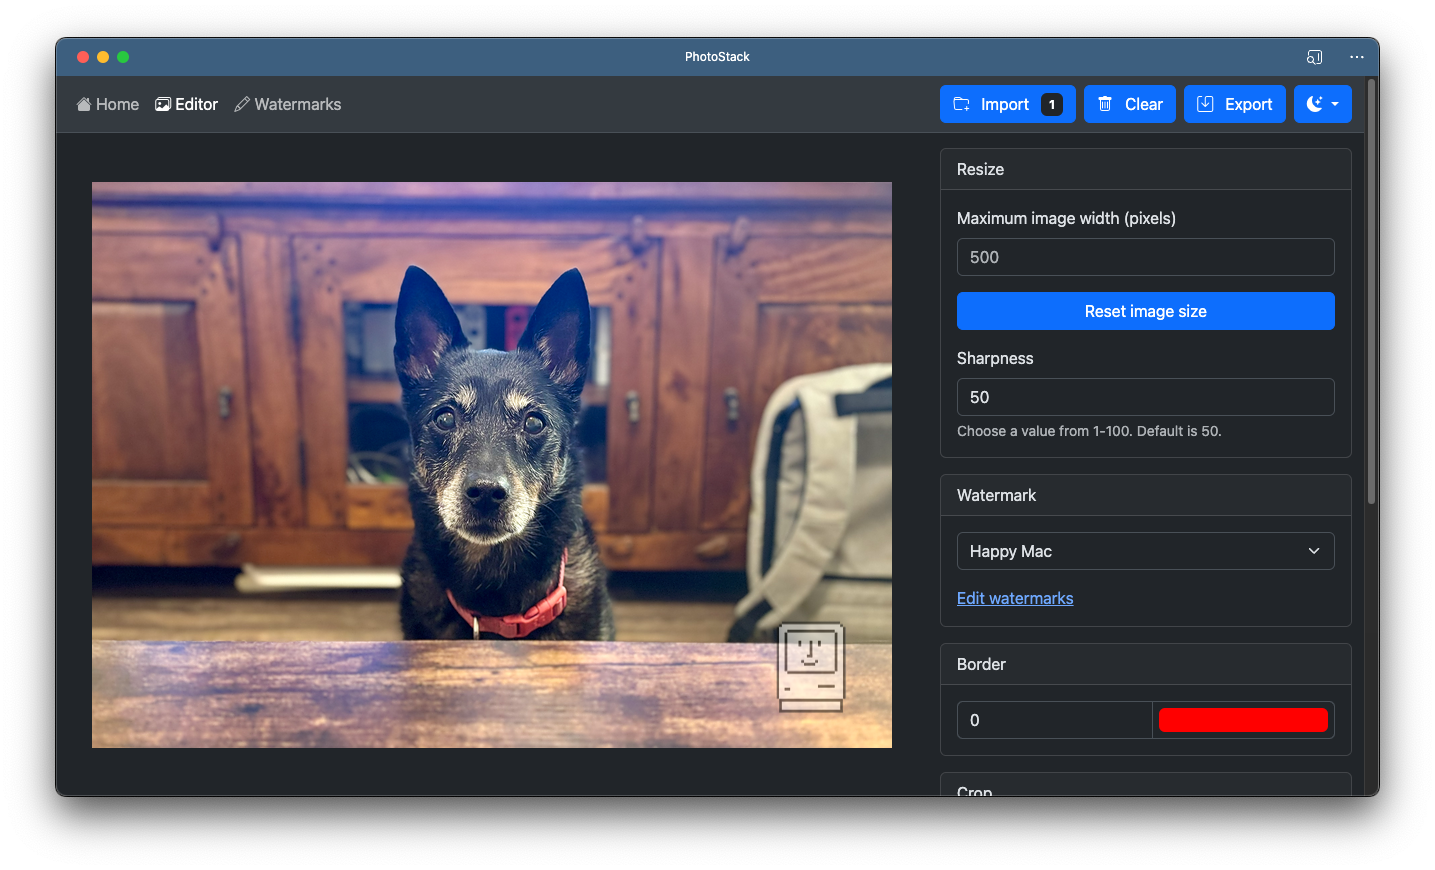 PhotoStack
Home Editor Watermarks Import 1 Clear Export
Resize
Maximum image width (pixels)
500
Reset image size
Sharpness
50
Choose a value from 1-100. Default is 50.
Watermark
Happy Mac
Edit watermarks
Border
0
Crop